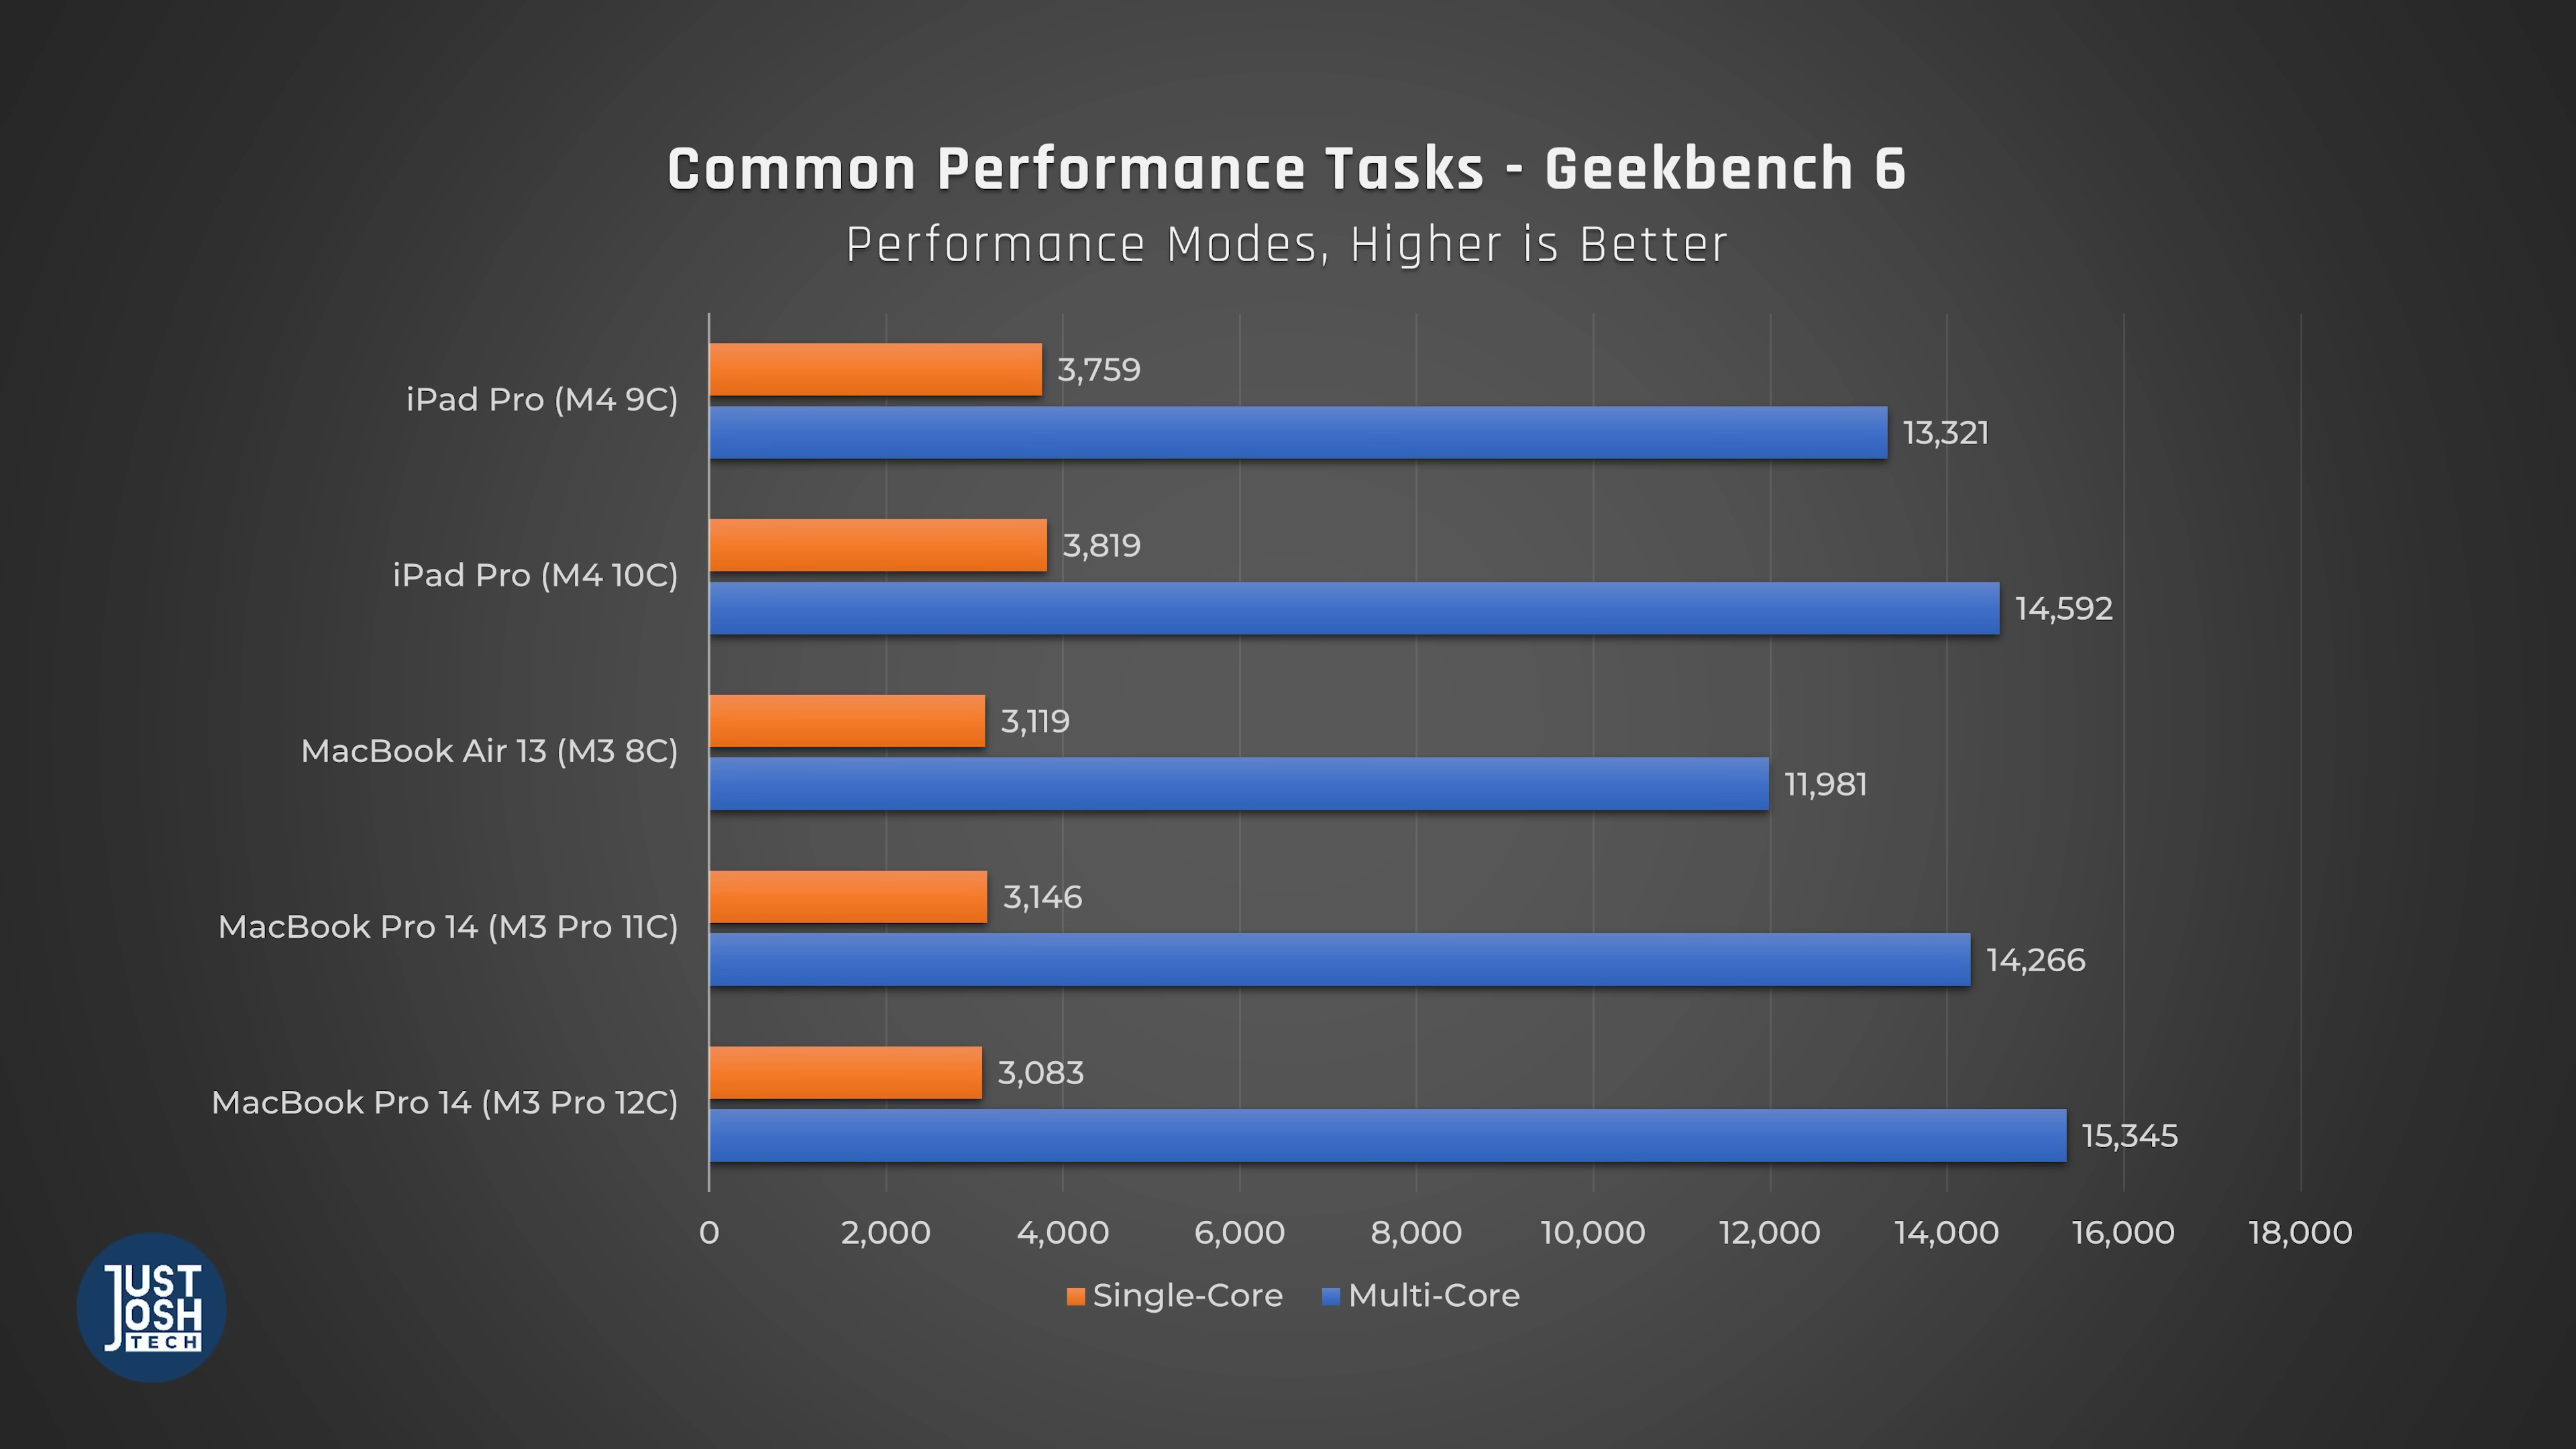 Common Performance Tasks - Geekbench 6
Performance Modes, Higher is Better
iPad Pro (M4 9C)
3,759
13,321
iPad Pro (M4 10C)
3,819
14,592
MacBook Air 13 (M3 8C)
3,119
11,981
MacBook Pro 14 (M3 Pro 11C)
3,146
14,266
MacBook Pro 14 (M3 Pro 12C)
3,083
15,345
0 2,000 4,000 6,000 8,000 10,000 12,000 14,000 16,000 18,000
Single-Core Multi-Core
JUST
JOSH
TECH